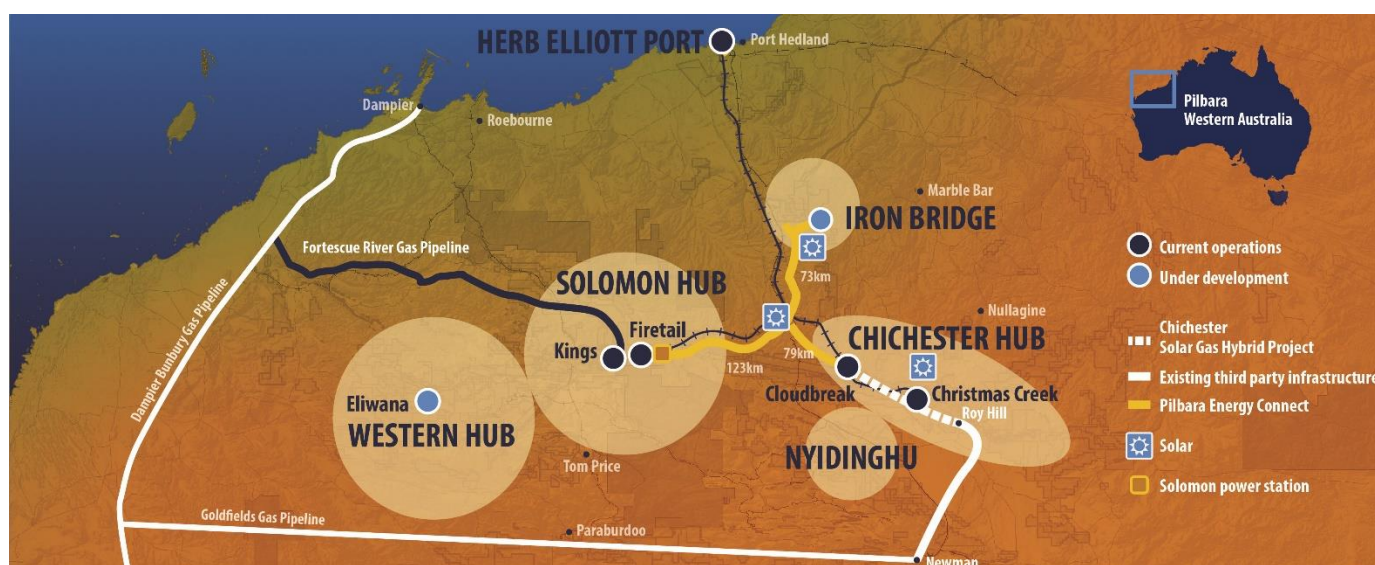 HERB ELLIOTT PORT
Port Hedland
Dampier
Roebourne
Pilbara
Western Australia
Marble Bar
IRON BRIDGE
Current operations
Under development
Fortescue River Gas Pipeline
SOLOMON HUB
73km
Nullagine
Dampier Bunbury Gas Pipeline
Firetail
Kings
123km
79km
CHICHESTER HUB
Cloudbreak
Christmas Creek
Roy Hill
Chichester
Solar Gas Hybrid Project
Existing third party infrastructure
Pilbara Energy Connect
Eliwana
WESTERN HUB
NYIDINGHU
Solar
Tom Price
Solomon power station
Goldfields Gas Pipeline
Paraburdoo
Newman